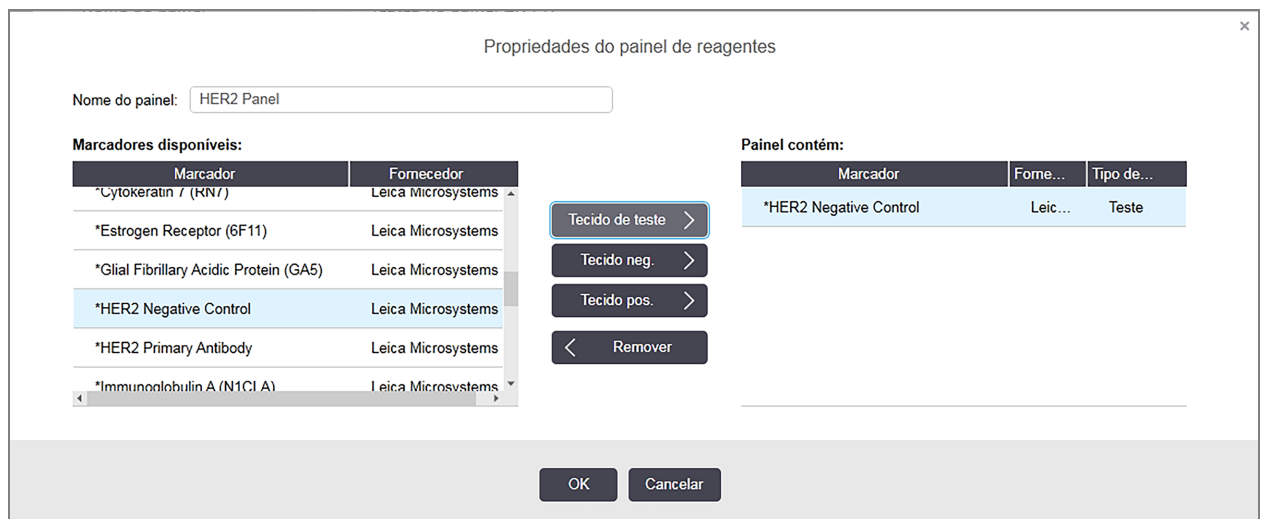 Propriedades do painel de reagentes
×
Nome do painel: HER2 Panel
Marcadores disponíveis:
Marcador Fornecedor
*Cytokeratin 7 (RN7) Leica Microsystems
*Estrogen Receptor (6F11) Leica Microsystems
*Glial Fibrillary Acidic Protein (GA5) Leica Microsystems
*HER2 Negative Control Leica Microsystems
*HER2 Primary Antibody Leica Microsystems
*Immunoglobulin A (N1CLA) Leica Microsystems
Tecido de teste
Tecido neg.
Tecido pos.
Remover
Painel contém:
Marcador Forne... Tipo de...
*HER2 Negative Control Leic... Teste
OK Cancelar